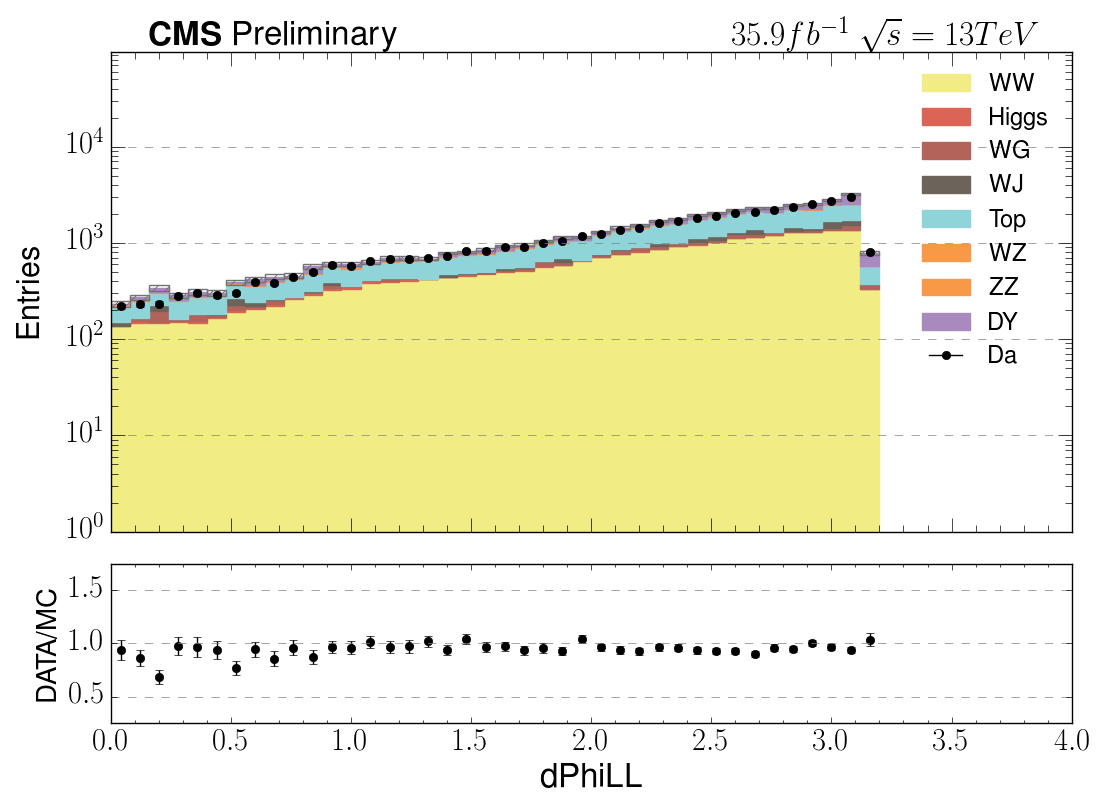 CMS Preliminary 35.9fb⁻¹ √s = 13TeV
WW
Higgs
WG
WJ
Top
WZ
ZZ
DY
Da
Entries
10⁴
10³
10²
10¹
10⁰
DATA/MC
1.5
1.0
0.5
0.0 0.5 1.0 1.5 2.0 2.5 3.0 3.5 4.0
dPhiLL